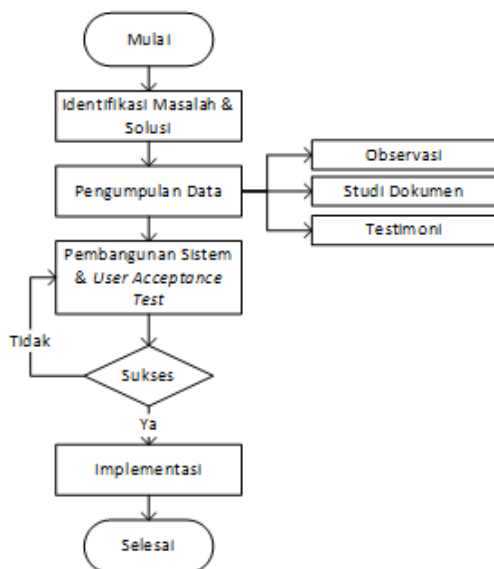 Mulai
Identifikasi Masalah &
Solusi
Pengumpulan Data
Observasi
Studi Dokumen
Testimoni
Pembangunan Sistem
& User Acceptance
Test
Tidak
Sukses
Ya
Implementasi
Selesai